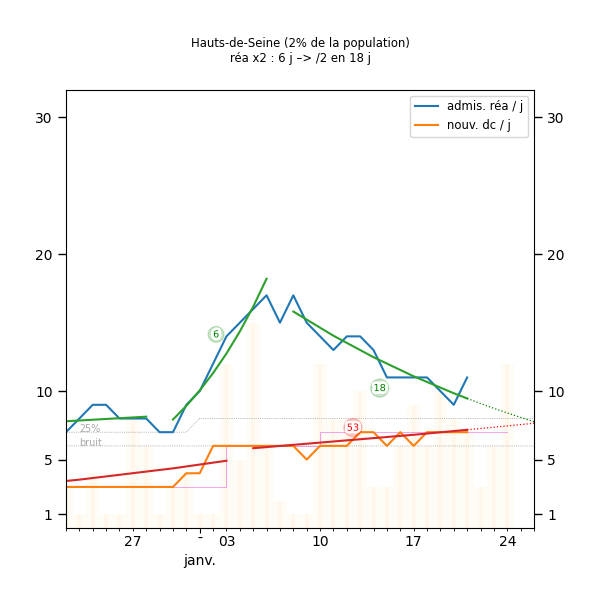 Hauts-de-Seine (2% de la population)
réa x2 : 6 j –> /2 en 18 j
admis. réa / j
nouv. dc / j
30 30
20 20
6
10 10
18
25%
bruit
53
5 5
1 1
27 - 03 10 17 24
janv.